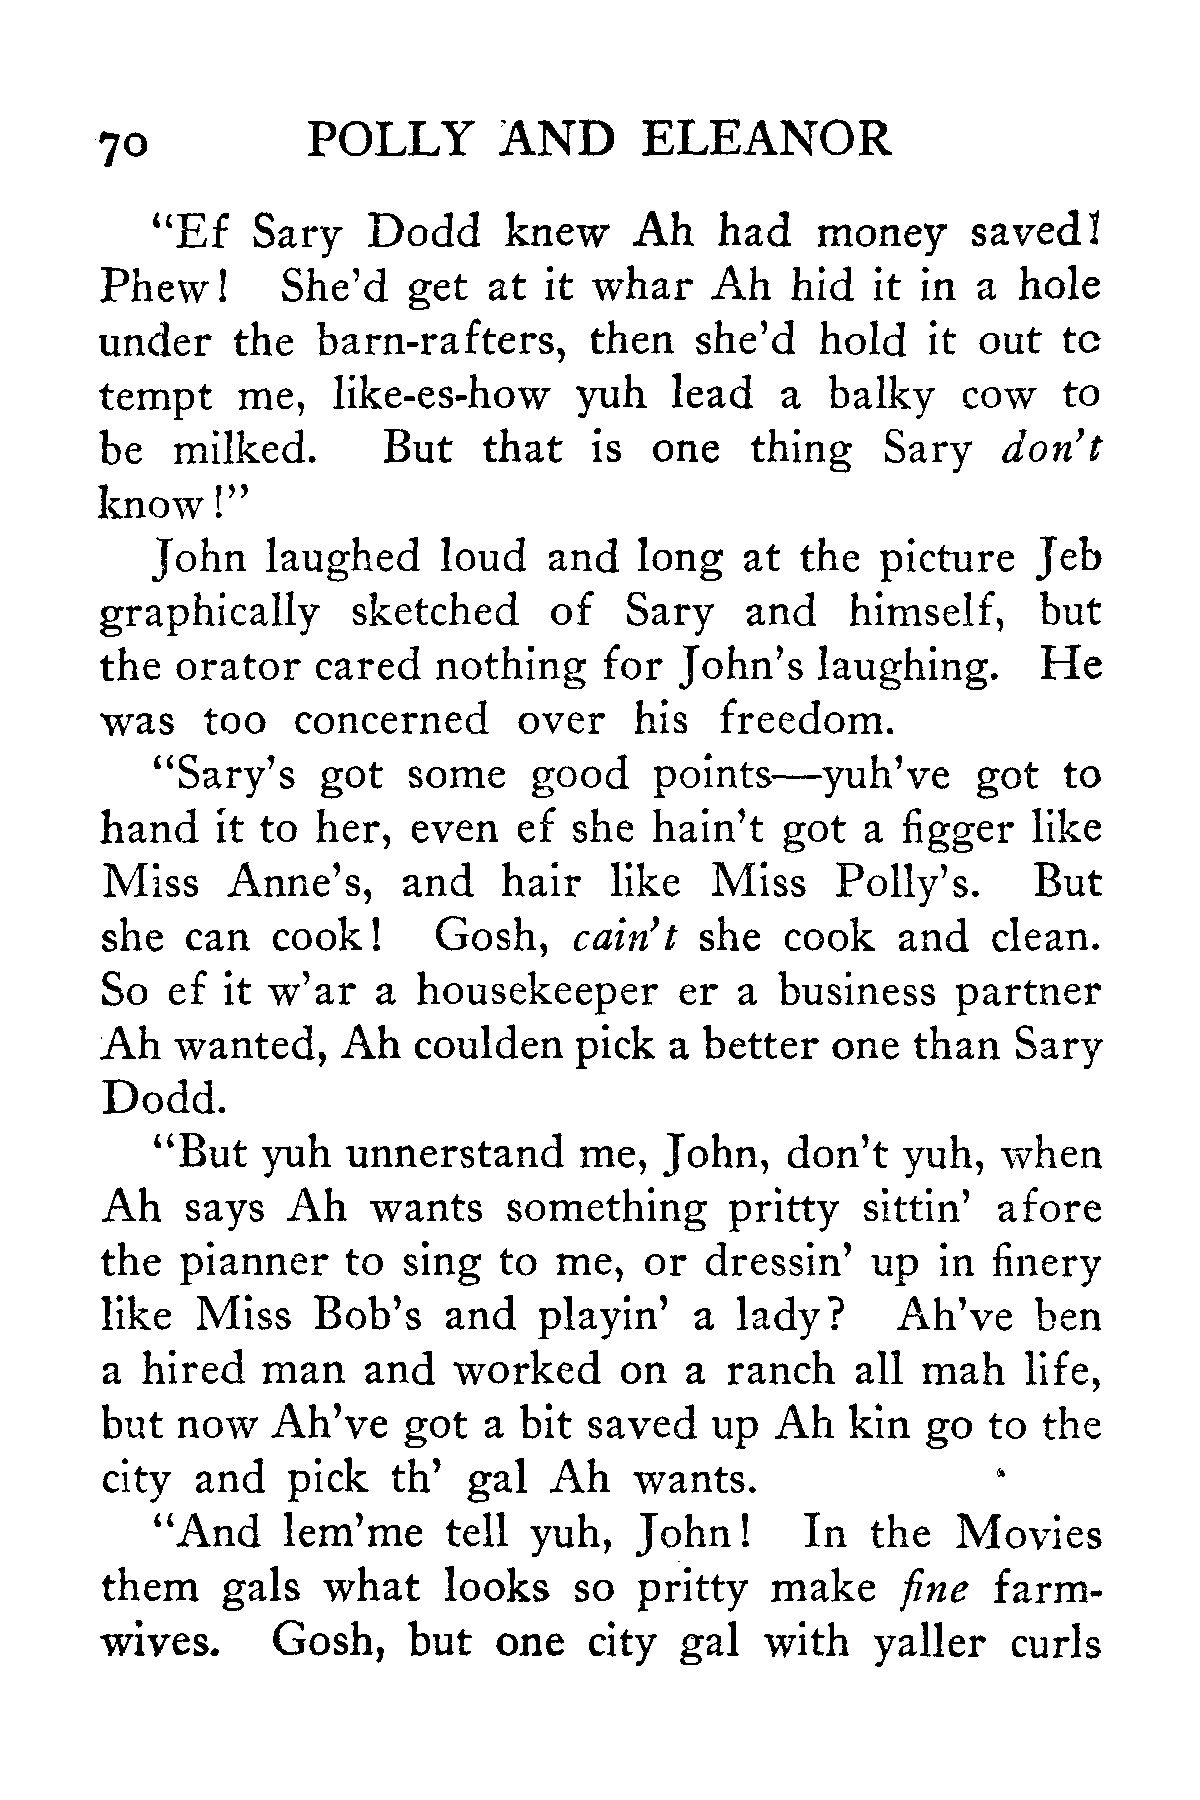 70 POLLY AND ELEANOR
“Ef Sary Dodd knew Ah had money saved!
Phew! She’d get at it whar Ah hid it in a hole
under the barn-rafters, then she’d hold it out to
tempt me, like-es-how yuh lead a balky cow to
be milked. But that is one thing Sary don’t
know!”
John laughed loud and long at the picture Jeb
graphically sketched of Sary and himself, but
the orator cared nothing for John’s laughing. He
was too concerned over his freedom.
“Sary’s got some good points—yuh’ve got to
hand it to her, even ef she hain’t got a figger like
Miss Anne’s, and hair like Miss Polly’s. But
she can cook! Gosh, cain’t she cook and clean.
So ef it w’ar a housekeeper er a business partner
Ah wanted, Ah coulden pick a better one than Sary
Dodd.
“But yuh unnerstand me, John, don’t yuh, when
Ah says Ah wants something pritty sittin’ afore
the pianner to sing to me, or dressin’ up in finery
like Miss Bob’s and playin’ a lady? Ah’ve ben
a hired man and worked on a ranch all mah life,
but now Ah’ve got a bit saved up Ah kin go to the
city and pick th’ gal Ah wants.
“And lem’me tell yuh, John! In the Movies
them gals what looks so pritty make fine farm-
wives. Gosh, but one city gal with yaller curls